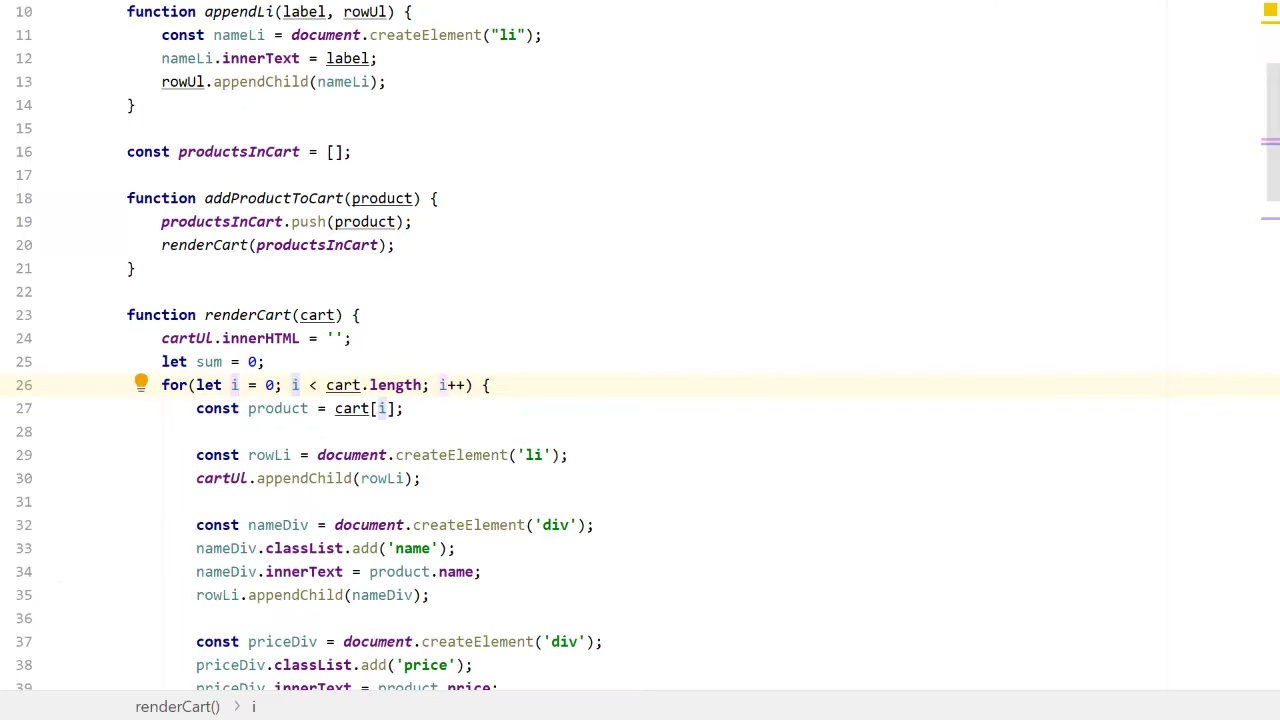 10 function appendLi(label, rowUl) {
11 const nameLi = document.createElement("li");
12 nameLi.innerText = label;
13 rowUl.appendChild(nameLi);
14 }
15
16 const productsInCart = [];
17
18 function addProductToCart(product) {
19 productsInCart.push(product);
20 renderCart(productsInCart);
21 }
22
23 function renderCart(cart) {
24 cartUl.innerHTML = '';
25 let sum = 0;
26 for(let i = 0; i < cart.length; i++) {
27 const product = cart[i];
28
29 const rowLi = document.createElement('li');
30 cartUl.appendChild(rowLi);
31
32 const nameDiv = document.createElement('div');
33 nameDiv.classList.add('name');
34 nameDiv.innerText = product.name;
35 rowLi.appendChild(nameDiv);
36
37 const priceDiv = document.createElement('div');
38 priceDiv.classList.add('price');
39 priceDiv.innerText = product.price;
renderCart() > i